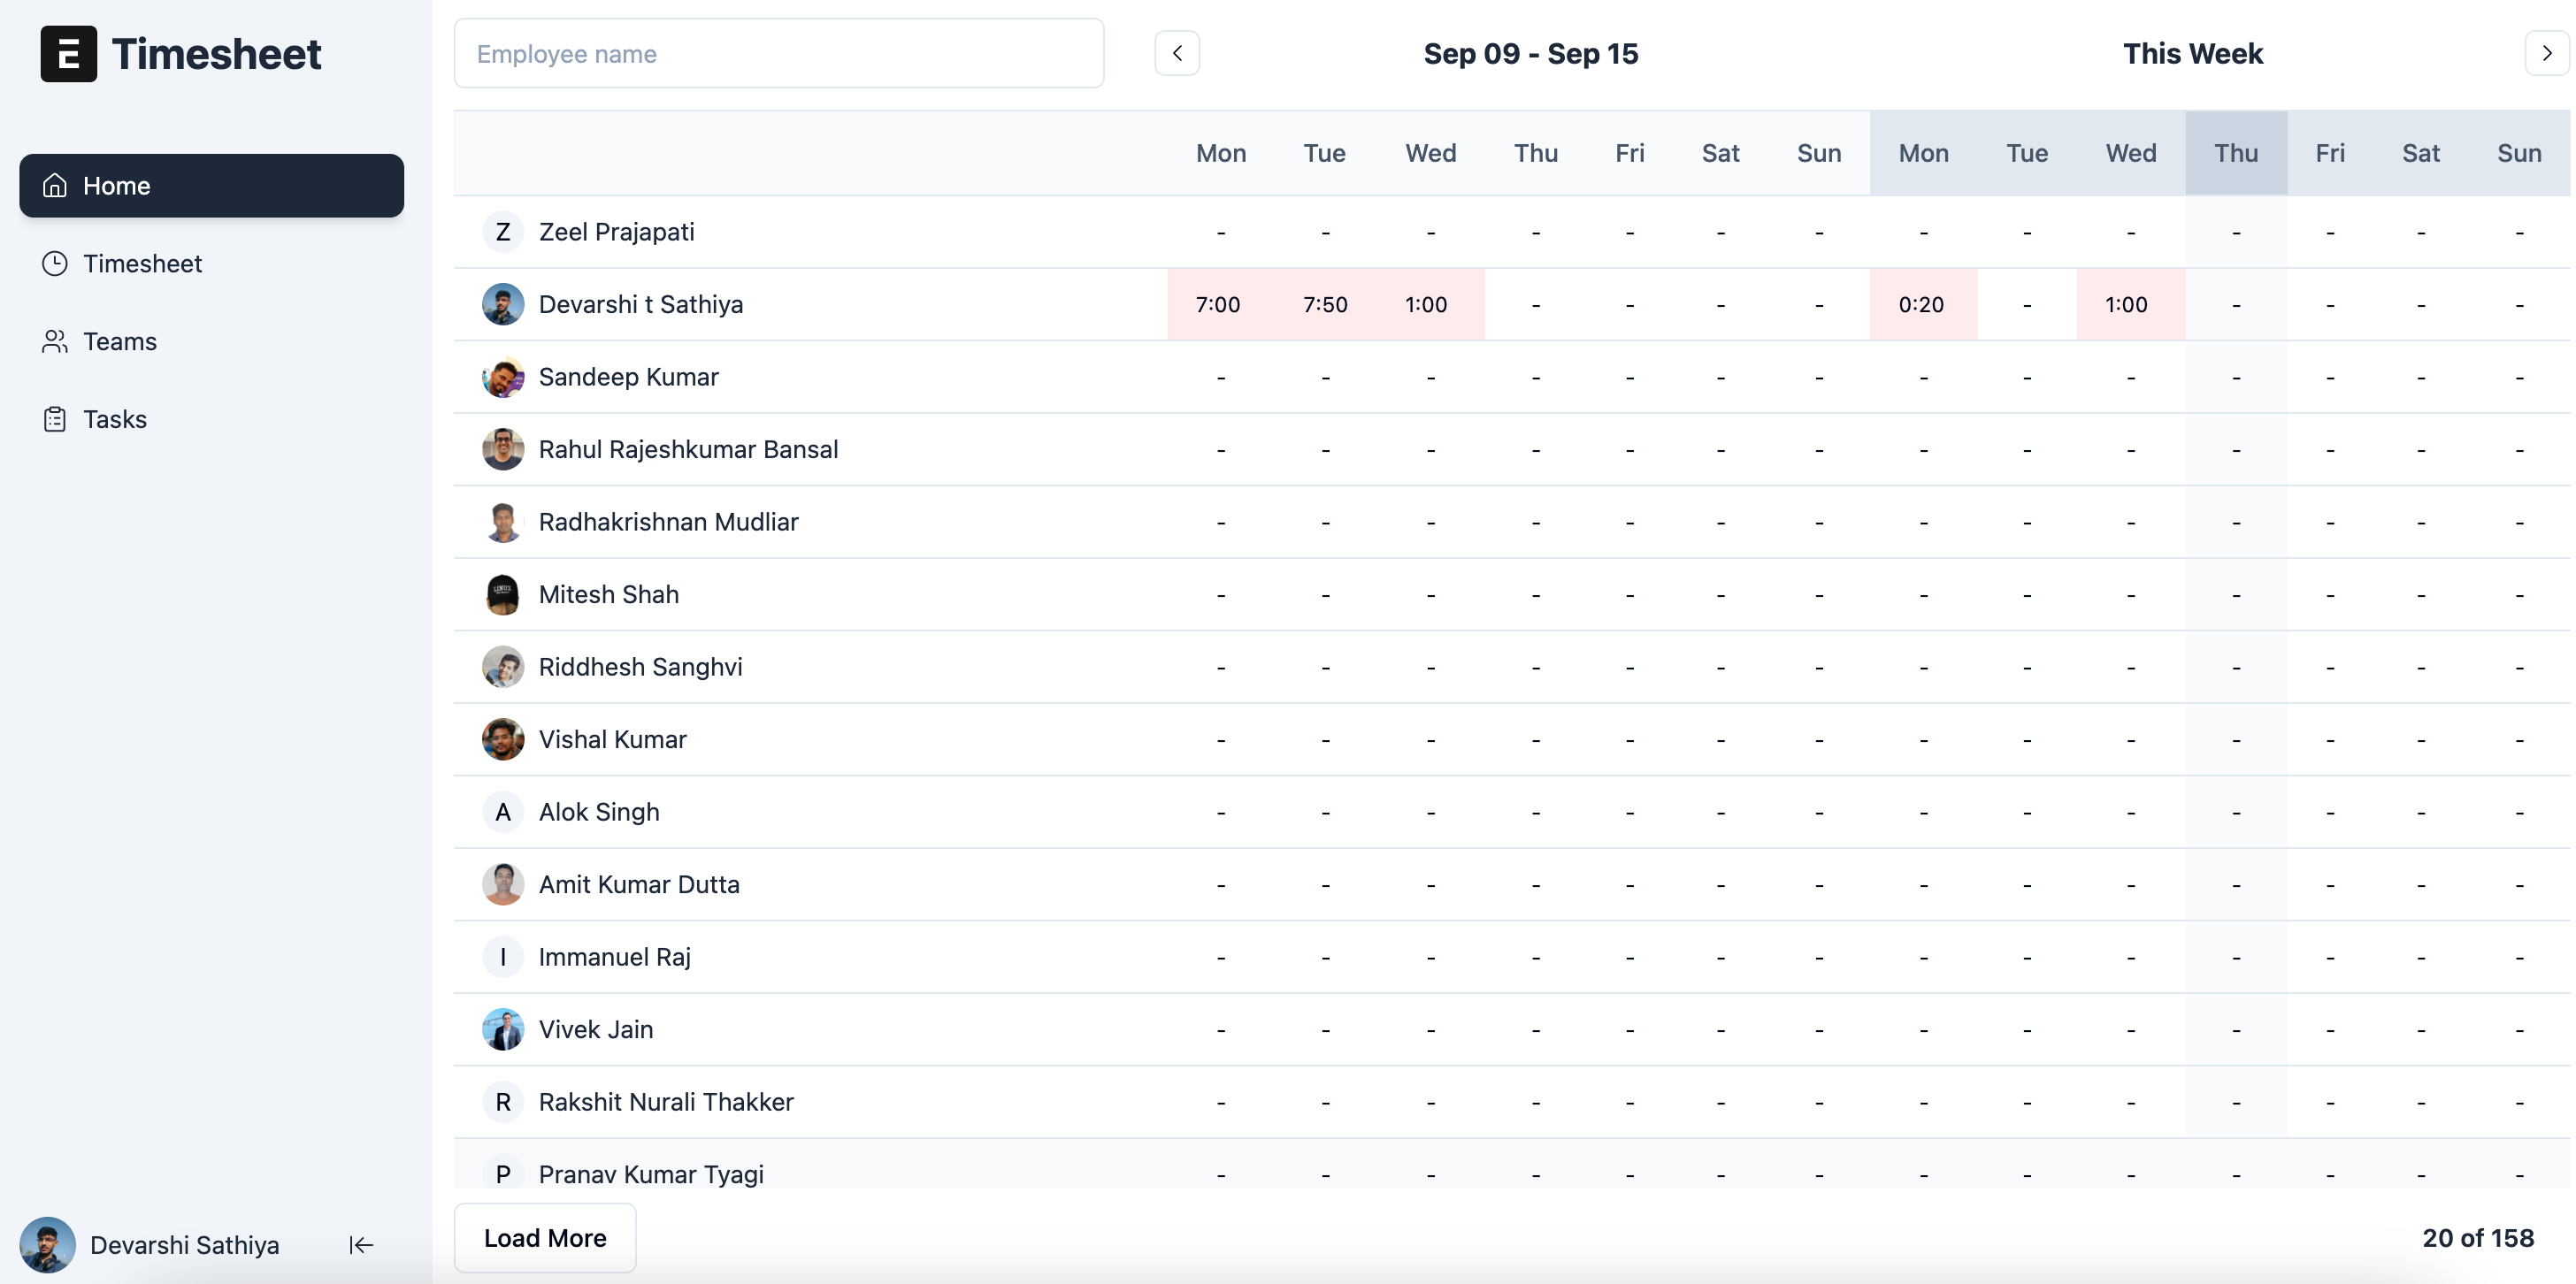 Timesheet
Home
Timesheet
Teams
Tasks
Devarshi Sathiya
Employee name
Sep 09 - Sep 15
This Week
Mon Tue Wed Thu Fri Sat Sun Mon Tue Wed Thu Fri Sat Sun
Z Zeel Prajapati - - - - - - - - - - - - - -
Devarshi t Sathiya 7:00 7:50 1:00 - - - - 0:20 - 1:00 - - - -
Sandeep Kumar - - - - - - - - - - - - - -
Rahul Rajeshkumar Bansal - - - - - - - - - - - - - -
Radhakrishnan Mudliar - - - - - - - - - - - - - -
Mitesh Shah - - - - - - - - - - - - - -
Riddhesh Sanghvi - - - - - - - - - - - - - -
Vishal Kumar - - - - - - - - - - - - - -
A Alok Singh - - - - - - - - - - - - - -
Amit Kumar Dutta - - - - - - - - - - - - - -
I Immanuel Raj - - - - - - - - - - - - - -
Vivek Jain - - - - - - - - - - - - - -
R Rakshit Nurali Thakker - - - - - - - - - - - - - -
P Pranav Kumar Tyagi - - - - - - - - - - - - - -
Load More
20 of 158